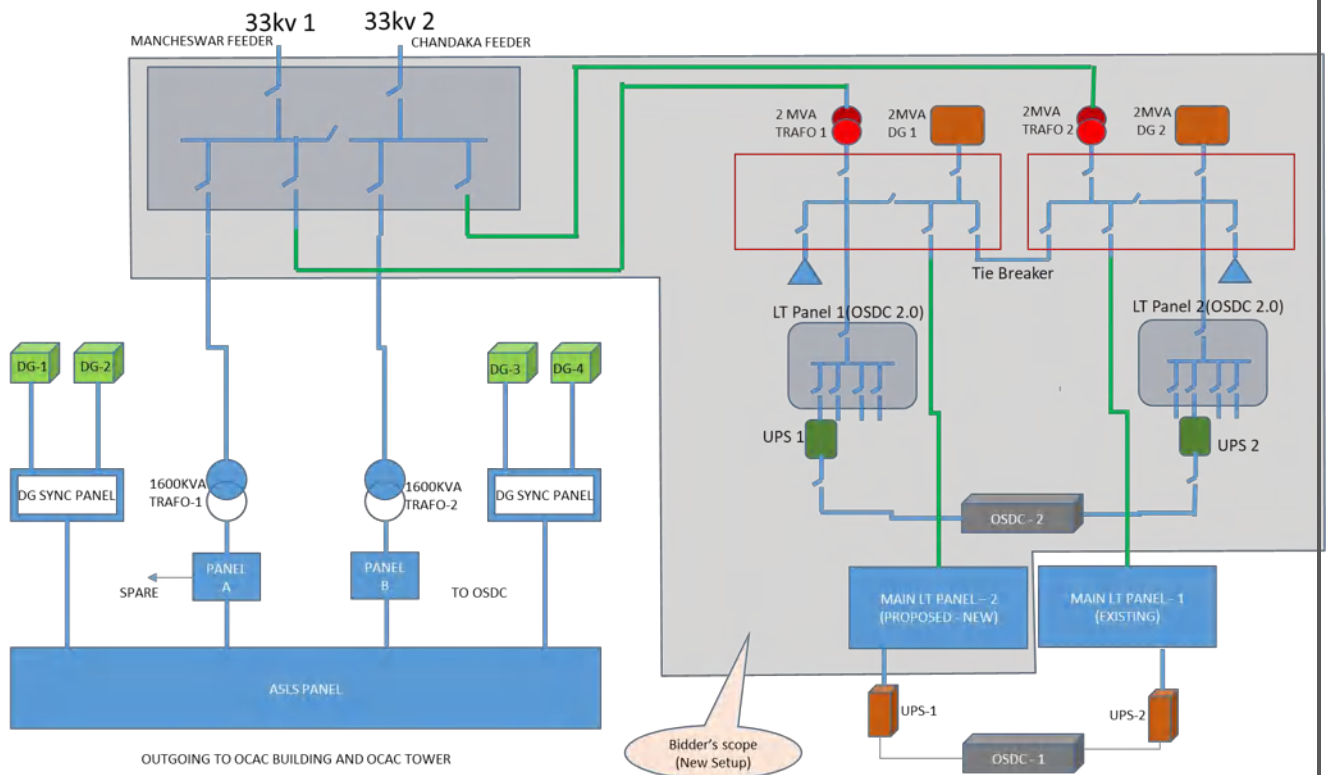 33kv 1
33kv 2
MANCHESWAR FEEDER
CHANDAKA FEEDER
2 MVA
TRAFO 1
2MVA
DG 1
2MVA
TRAFO 2
2MVA
DG 2
Tie Breaker
LT Panel 1(OSDC 2.0)
LT Panel 2(OSDC 2.0)
DG-1
DG-2
DG-3
DG-4
UPS 1
UPS 2
DG SYNC PANEL
1600KVA
TRAFO-1
1600KVA
TRAFO-2
DG SYNC PANEL
OSDC - 2
PANEL
A
PANEL
B
SPARE
TO OSDC
MAIN LT PANEL – 2
(PROPOSED - NEW)
MAIN LT PANEL - 1
(EXISTING)
ASLS PANEL
UPS-1
UPS-2
Bidder's scope
(New Setup)
OSDC - 1
OUTGOING TO OCAC BUILDING AND OCAC TOWER